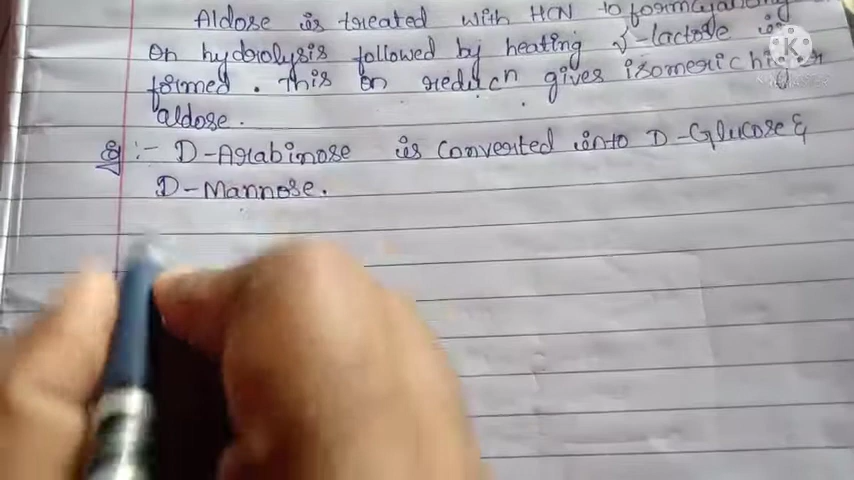 Aldose is treated with HCN to form
on hydrolysis followed by heating √-lactose is
formed. This on reducn gives isomeric higher
aldose.
Eg :- D-Arabinose is converted into D-Glucose &
D-Mannose.
K